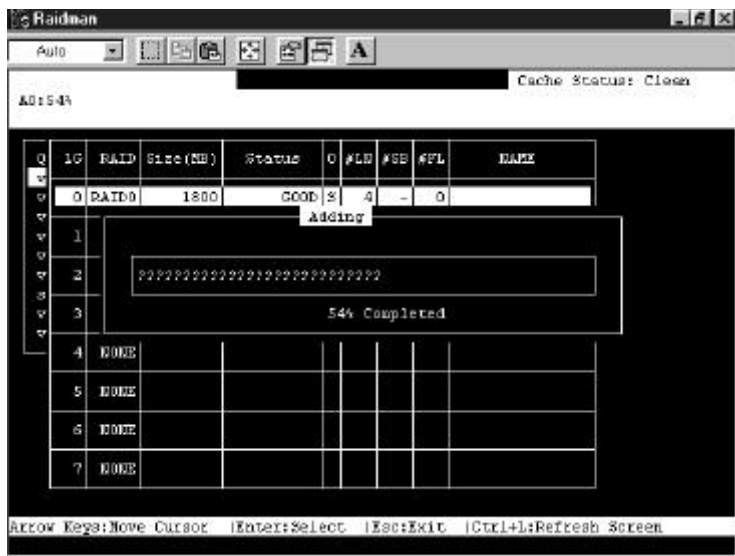 Raidman
Auto
A
Cache Status: Clean
A0:54%
Q LG RAID Size(MB) Status O #LN #SB #FL NAME
0 RAID0 1800 GOOD S 4 - 0
Adding
1
2
???????????????????????????
3 54% Completed
4 NONE
5 NONE
6 NONE
7 NONE
Arrow Keys:Move Cursor |Enter:Select |Esc:Exit |Ctrl+L:Refresh Screen